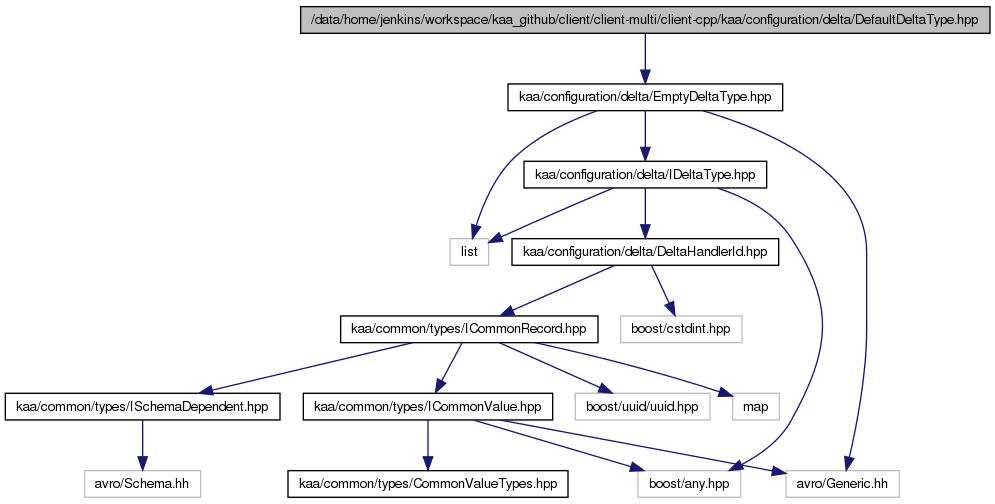 /data/home/jenkins/workspace/kaa_github/client/client-multi/client-cpp/kaa/configuration/delta/DefaultDeltaType.hpp
kaa/configuration/delta/EmptyDeltaType.hpp
kaa/configuration/delta/IDeltaType.hpp
list
kaa/configuration/delta/DeltaHandlerId.hpp
kaa/common/types/ICommonRecord.hpp
boost/cstdint.hpp
kaa/common/types/ISchemaDependent.hpp
kaa/common/types/ICommonValue.hpp
boost/uuid/uuid.hpp
map
avro/Schema.hh
kaa/common/types/CommonValueTypes.hpp
boost/any.hpp
avro/Generic.hh